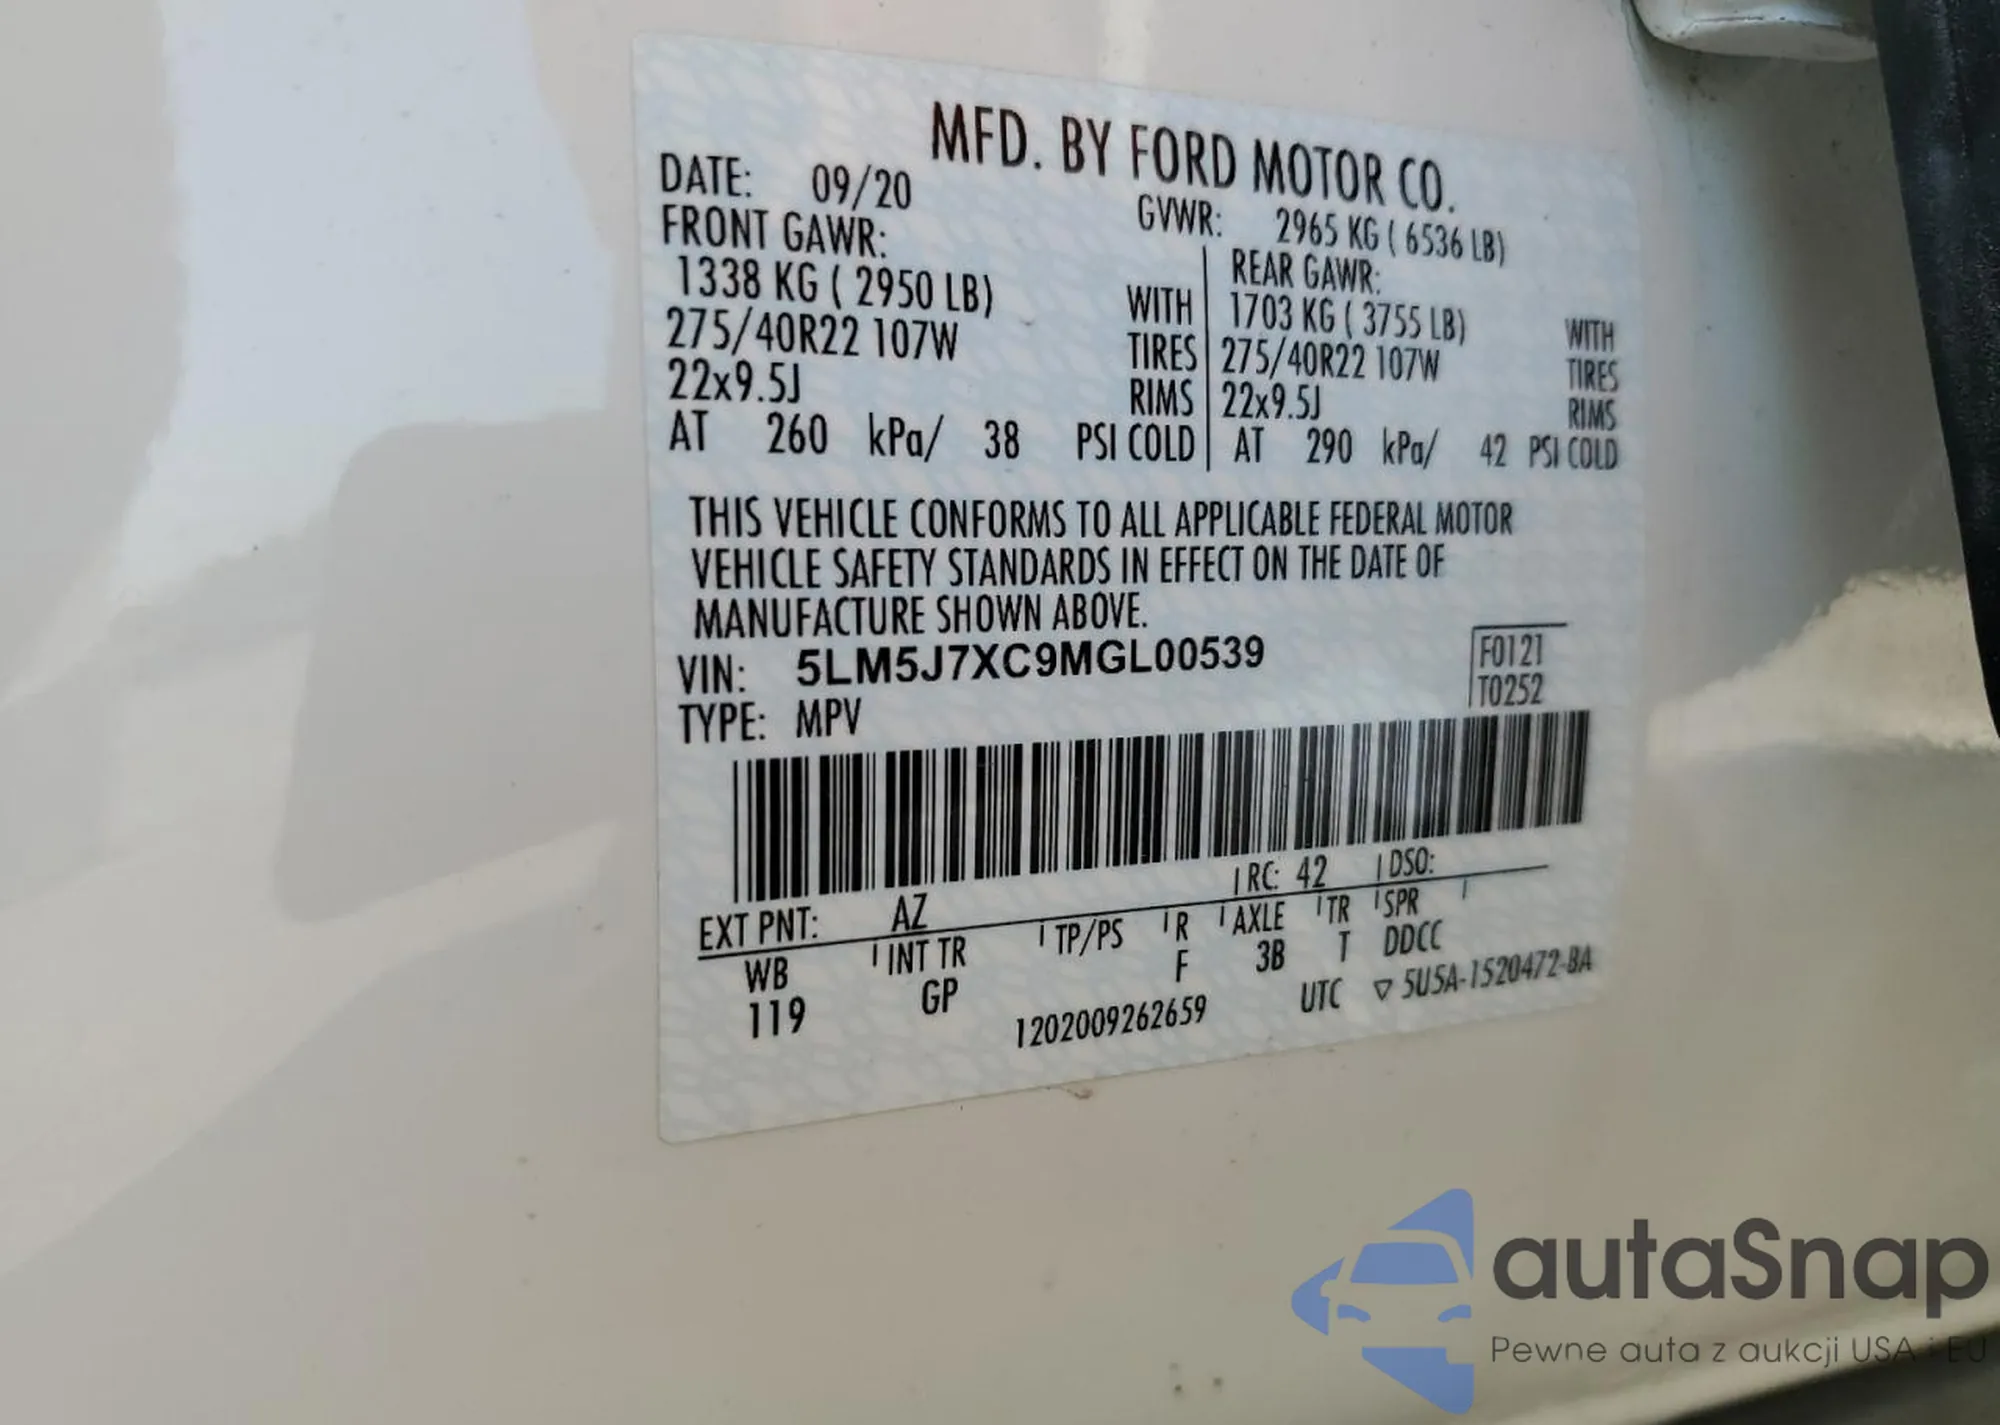 MFD. BY FORD MOTOR CO.
DATE: 09/20 GVWR: 2965 KG ( 6536 LB)
FRONT GAWR: REAR GAWR:
1338 KG ( 2950 LB) WITH 1703 KG ( 3755 LB) WITH
275/40R22 107W TIRES 275/40R22 107W TIRES
22x9.5J RIMS 22x9.5J RIMS
AT 260 kPa/ 38 PSI COLD AT 290 kPa/ 42 PSI COLD
THIS VEHICLE CONFORMS TO ALL APPLICABLE FEDERAL MOTOR
VEHICLE SAFETY STANDARDS IN EFFECT ON THE DATE OF
MANUFACTURE SHOWN ABOVE.
VIN: 5LM5J7XC9MGL00539 F0121
TYPE: MPV T0252
EXT PNT: AZ RC: 42 DSO:
WB INT TR TP/PS R AXLE TR SPR
119 GP F 3B T DDCC
1202009262659 UTC ▽ 5U5A-1520472-BA
autaSnap
Pewne auta z aukcji USA i EU